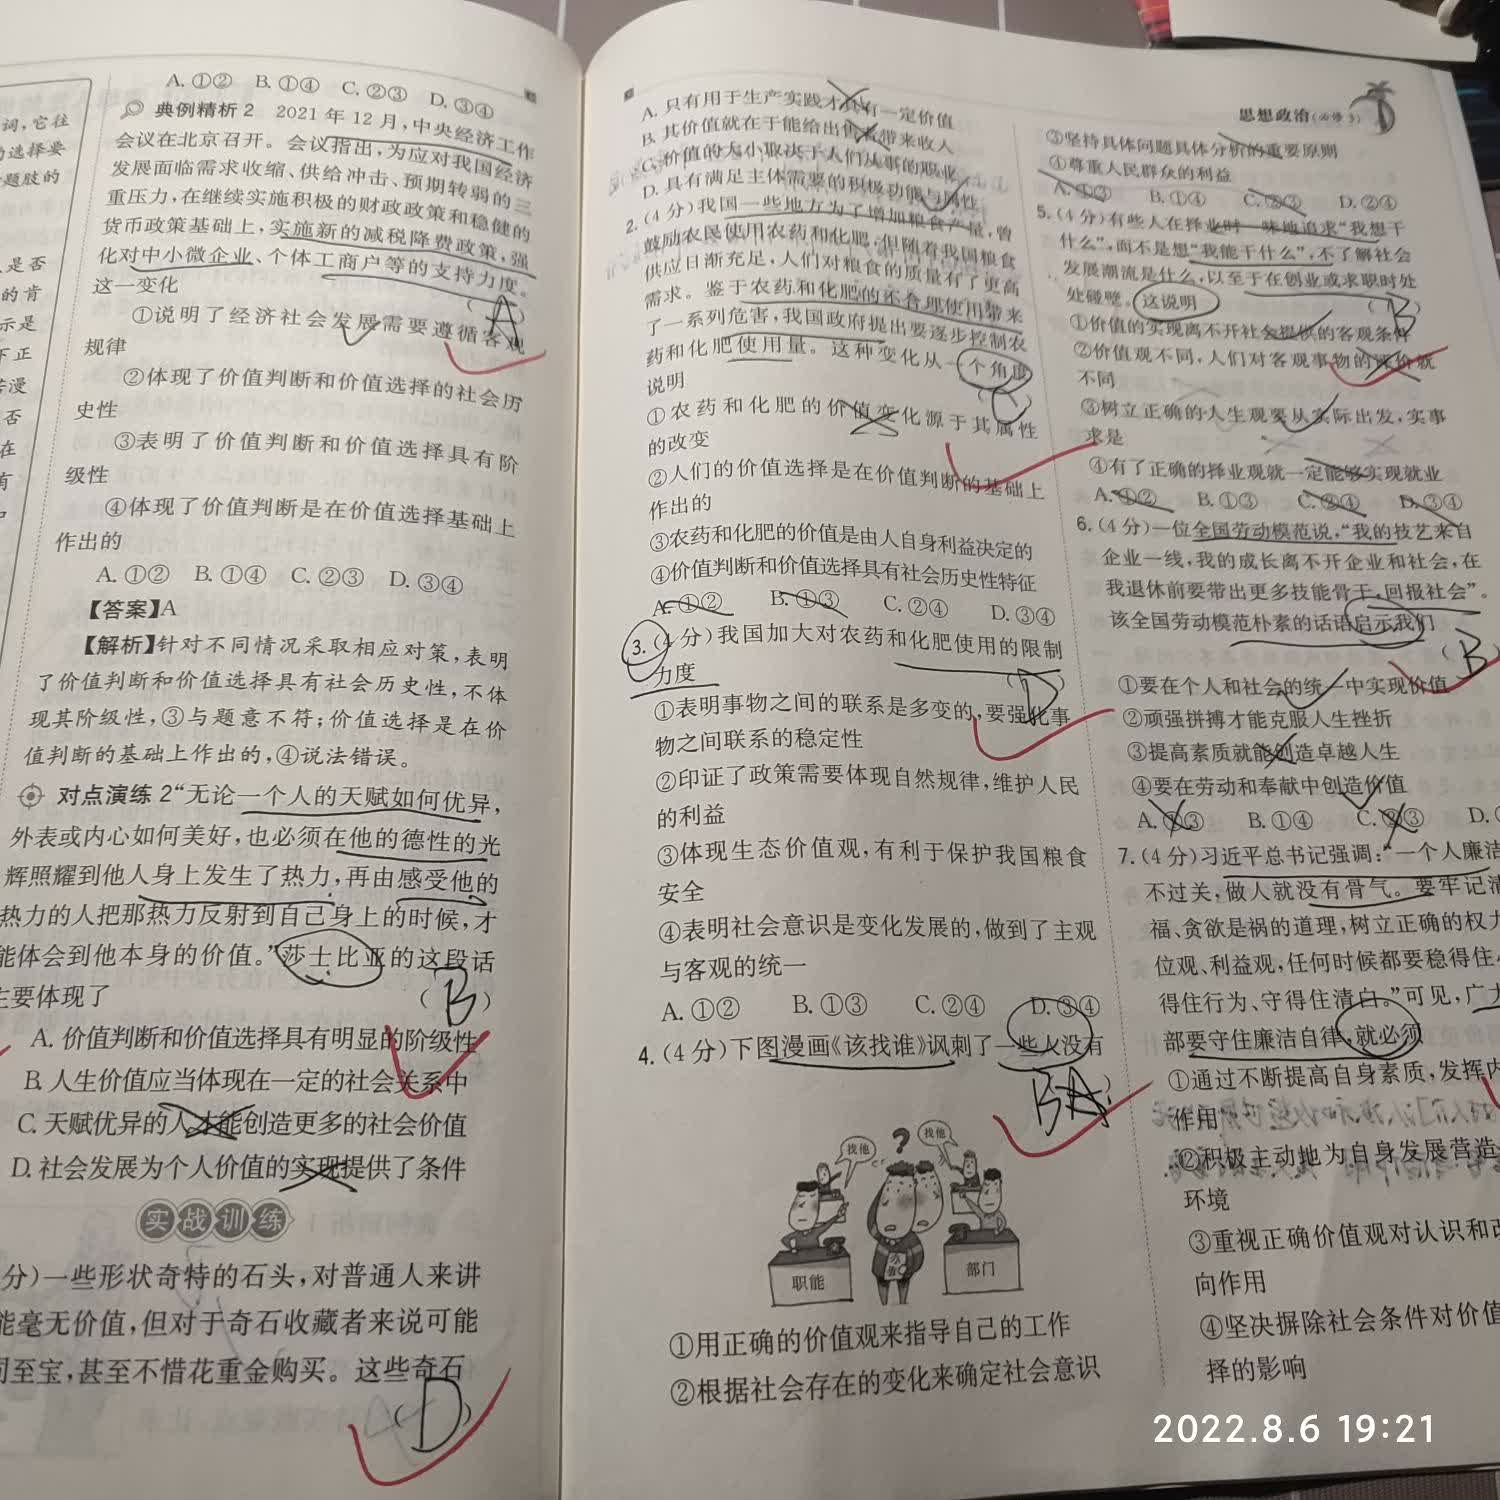 词,它往
选择要
题肢的
是否
的肯
示是
下正
若漫
否
在
有
A. ①② B. ①④ C. ②③ D. ③④
典例精析2 2021年12月,中央经济工作
会议在北京召开。会议指出,为应对我国经济
发展面临需求收缩、供给冲击、预期转弱的三
重压力,在继续实施积极的财政政策和稳健的
货币政策基础上,实施新的减税降费政策,强
化对中小微企业、个体工商户等的支持力度。
这一变化
( A )
①说明了经济社会发展需要遵循客观
规律
②体现了价值判断和价值选择的社会历
史性
③表明了价值判断和价值选择具有阶
级性
④体现了价值判断是在价值选择基础上
作出的
A. ①② B. ①④ C. ②③ D. ③④
【答案】A
【解析】针对不同情况采取相应对策,表明
了价值判断和价值选择具有社会历史性,不体
现其阶级性,③与题意不符;价值选择是在价
值判断的基础上作出的,④说法错误。
对点演练2“无论一个人的天赋如何优异,
外表或内心如何美好,也必须在他的德性的光
辉照耀到他人身上发生了热力,再由感受他的
热力的人把那热力反射到自己身上的时候,才
能体会到他本身的价值。”莎士比亚的这段话
主要体现了
( B )
A. 价值判断和价值选择具有明显的阶级性
B. 人生价值应当体现在一定的社会关系中
C. 天赋优异的人才能创造更多的社会价值
D. 社会发展为个人价值的实现提供了条件
实战训练
分)一些形状奇特的石头,对普通人来讲
能毫无价值,但对于奇石收藏者来说可能
同至宝,甚至不惜花重金购买。这些奇石
( D )
A. 只有用于生产实践才具有一定价值
B. 其价值就在于能给出售者带来收人
C. 价值的大小取决于人们从事的职业
D. 具有满足主体需要的积极功能与属性
2. (4分)我国一些地方为了增加粮食产量,曾
鼓励农民使用农药和化肥,但随着我国粮食
供应日渐充足,人们对粮食的质量有了更高
需求。鉴于农药和化肥的不合理使用带来
了一系列危害,我国政府提出要逐步控制农
药和化肥使用量。这种变化从一个角度
说明
( C )
①农药和化肥的价值变化源于其属性
的改变
②人们的价值选择是在价值判断的基础上
作出的
③农药和化肥的价值是由人自身利益决定的
④价值判断和价值选择具有社会历史性特征
A. ①② B. ①③ C. ②④ D. ③④
3. (4分)我国加大对农药和化肥使用的限制
力度
( D )
①表明事物之间的联系是多变的,要强化事
物之间联系的稳定性
②印证了政策需要体现自然规律,维护人民
的利益
③体现生态价值观,有利于保护我国粮食
安全
④表明社会意识是变化发展的,做到了主观
与客观的统一
A. ①② B. ①③ C. ②④ D. ③④
4. (4分)下图漫画《该找谁》讽刺了一些人没有
BA
找他
?
找他
职能
部门
①用正确的价值观来指导自己的工作
②根据社会存在的变化来确定社会意识
思想政治(必修3)
③坚持具体问题具体分析的重要原则
④尊重人民群众的利益
A. ①③ B. ①④ C. ②③ D. ②④
5. (4分)有些人在择业时一味地追求“我想干
什么”,而不是想“我能干什么”,不了解社会
发展潮流是什么,以至于在创业或求职时处
处碰壁。这说明
( B )
①价值的实现离不开社会提供的客观条件
②价值观不同,人们对客观事物的评价就
不同
③树立正确的人生观要从实际出发,实事
求是
④有了正确的择业观就一定能够实现就业
A. ①② B. ①③ C. ②④ D. ③④
6. (4分)一位全国劳动模范说,“我的技艺来自
企业一线,我的成长离不开企业和社会,在
我退休前要带出更多技能骨干,回报社会”。
该全国劳动模范朴素的话语启示我们
( B )
①要在个人和社会的统一中实现价值
②顽强拼搏才能克服人生挫折
③提高素质就能创造卓越人生
④要在劳动和奉献中创造价值
A. ①③ B. ①④ C. ②③ D.
7. (4分)习近平总书记强调:“一个人廉洁
不过关,做人就没有骨气。要牢记清
福、贪欲是祸的道理,树立正确的权力
位观、利益观,任何时候都要稳得住
得住行为、守得住清白。”可见,广大
部要守住廉洁自律,就必须
①通过不断提高自身素质,发挥内
作用
②积极主动地为自身发展营造
环境
③重视正确价值观对认识和改
向作用
④坚决摒除社会条件对价值
择的影响
2022.8.6 19:21